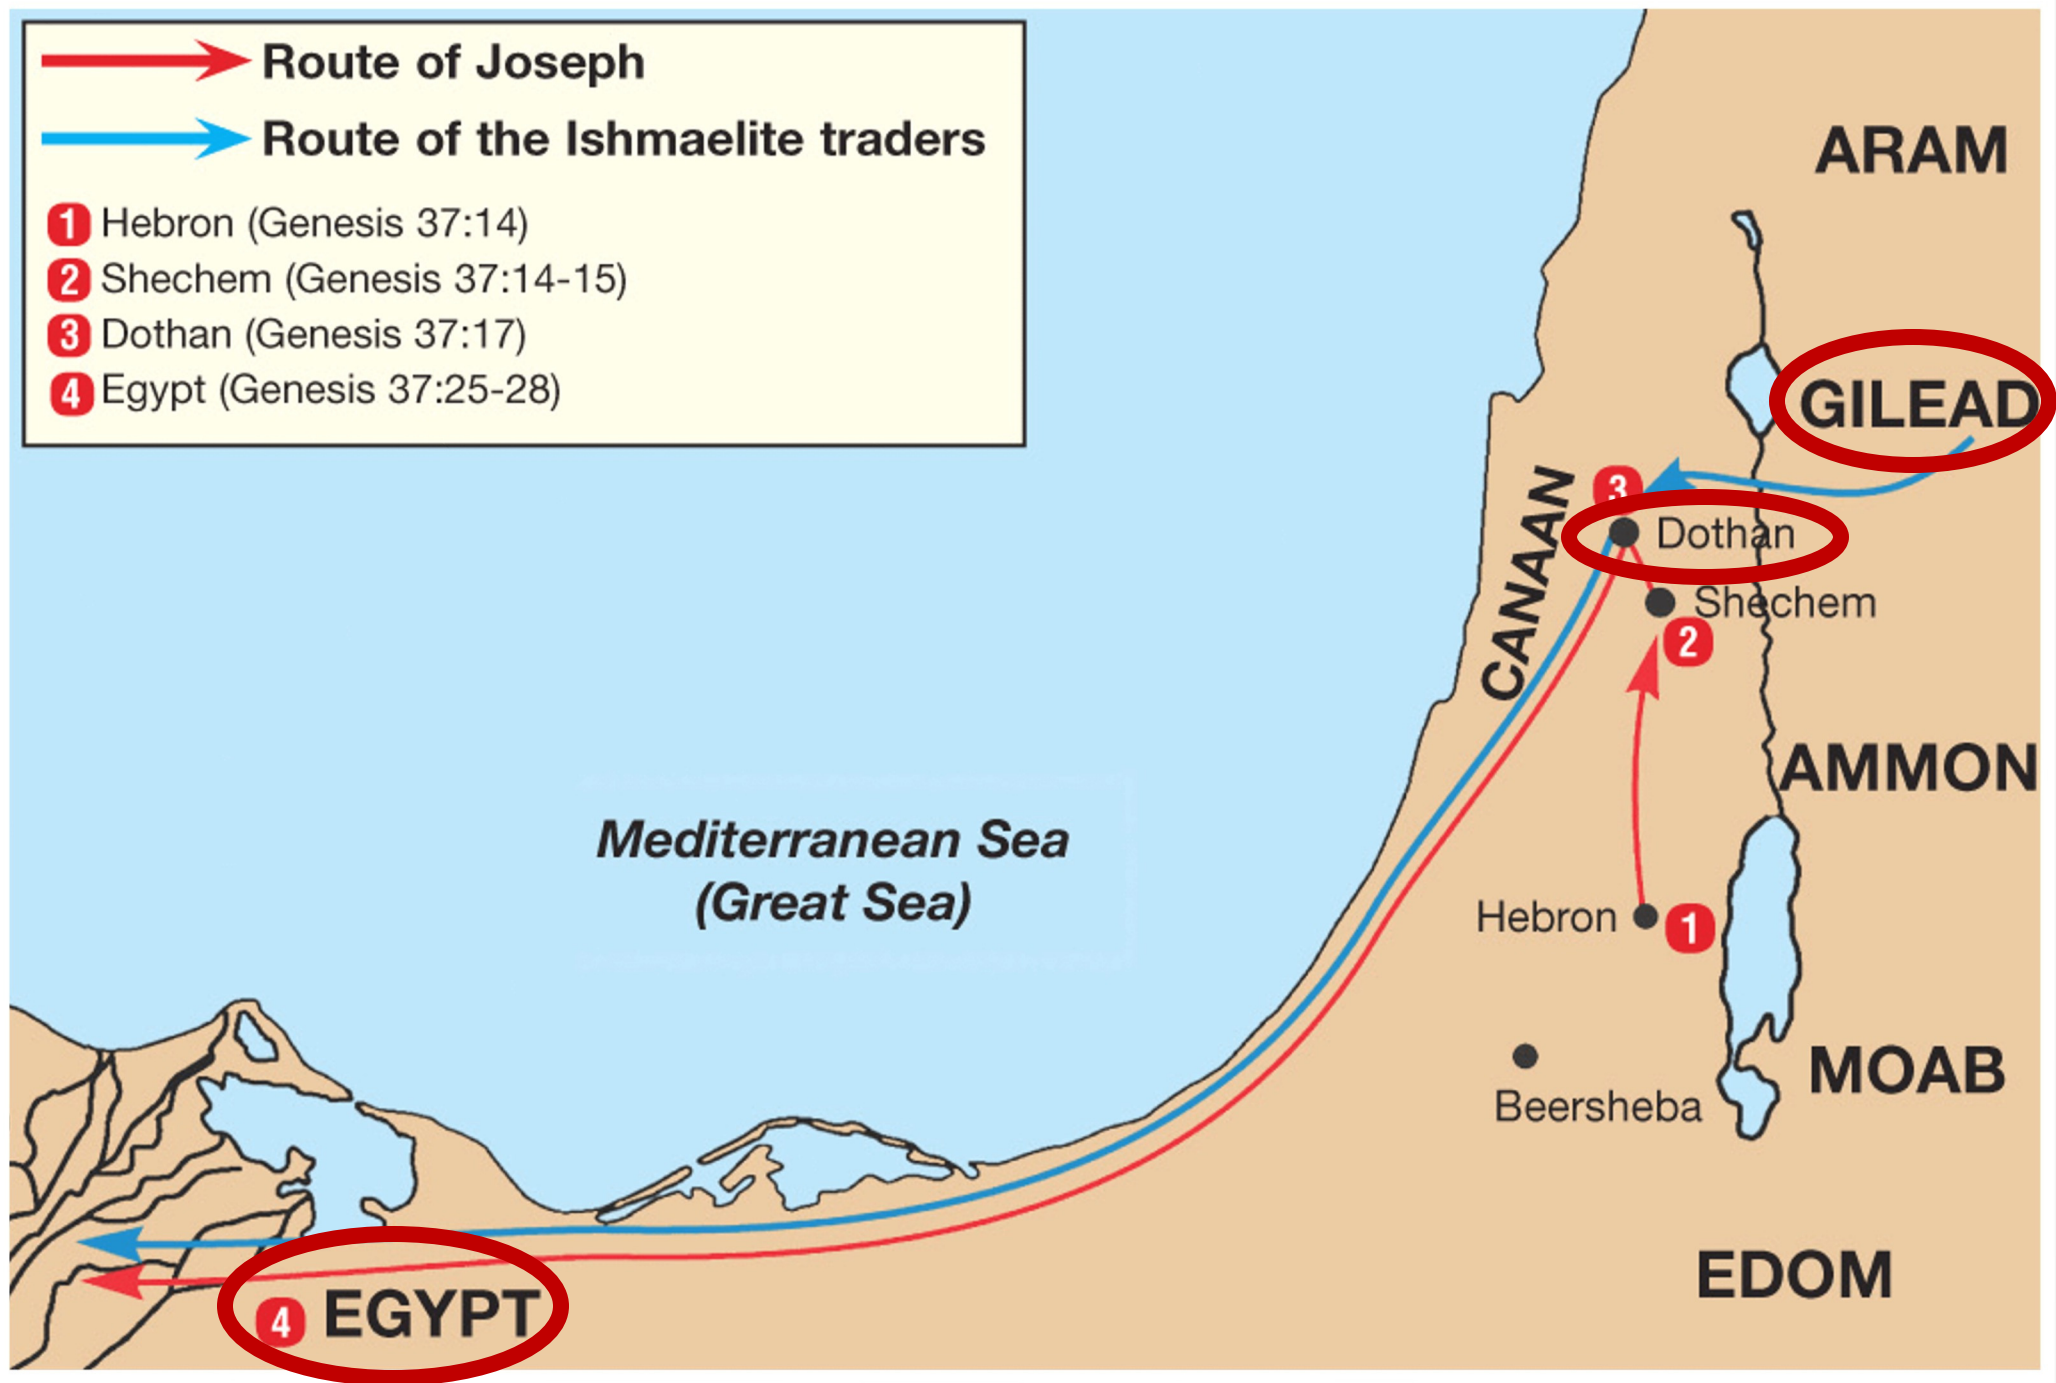 Route of Joseph
Route of the Ishmaelite traders
1 Hebron (Genesis 37:14)
2 Shechem (Genesis 37:14-15)
3 Dothan (Genesis 37:17)
4 Egypt (Genesis 37:25-28)
ARAM
GILEAD
CANAAN
3
Dothan
Shechem
2
AMMON
Mediterranean Sea
(Great Sea)
Hebron 1
Beersheba
MOAB
EDOM
4 EGYPT